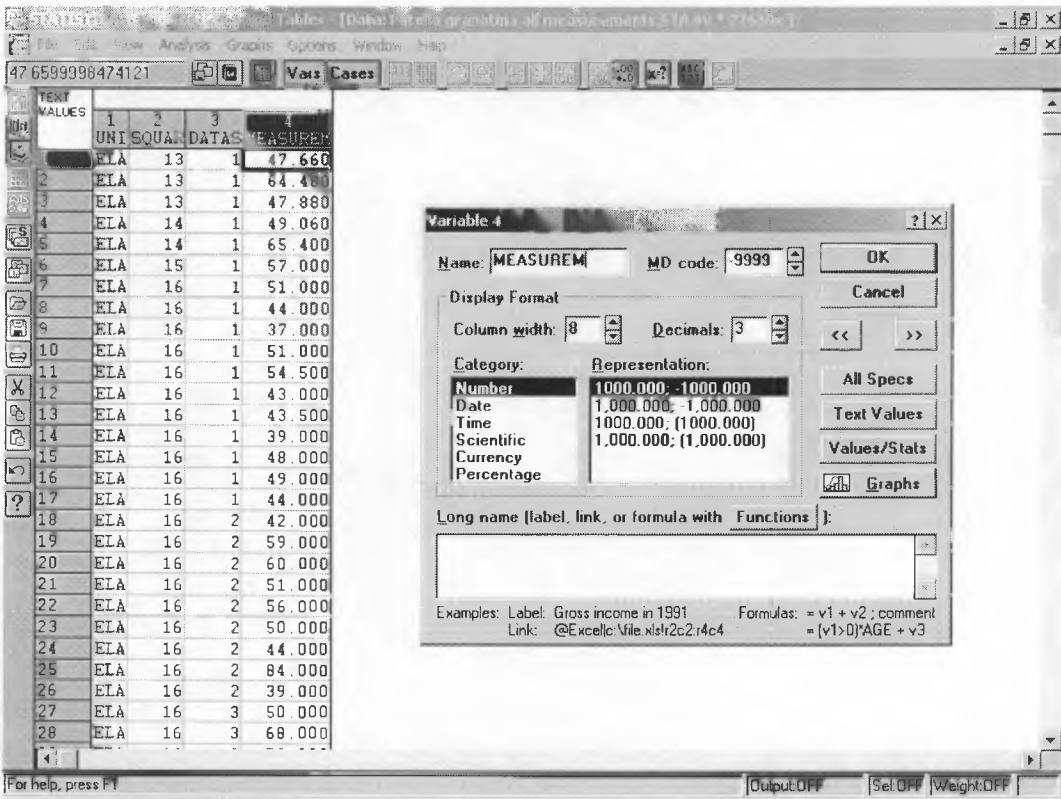 STATISTI Tables - [Data:
File Edit View Analysis Graphs Options Window Help
47.6599998474121 Vars Cases x=?
TEXT VALUES
1 2 3 4
UNI SQUAR DATAS MEASUREM
ELA 13 1 47.660
2 ELA 13 1 64.480
3 ELA 13 1 47.880
4 ELA 14 1 49.060
5 ELA 14 1 65.400
6 ELA 15 1 57.000
7 ELA 16 1 51.000
8 ELA 16 1 44.000
9 ELA 16 1 37.000
10 ELA 16 1 51.000
11 ELA 16 1 54.500
12 ELA 16 1 43.000
13 ELA 16 1 43.500
14 ELA 16 1 39.000
15 ELA 16 1 48.000
16 ELA 16 1 49.000
17 ELA 16 1 44.000
18 ELA 16 2 42.000
19 ELA 16 2 59.000
20 ELA 16 2 60.000
21 ELA 16 2 51.000
22 ELA 16 2 56.000
23 ELA 16 2 50.000
24 ELA 16 2 44.000
25 ELA 16 2 84.000
26 ELA 16 2 39.000
27 ELA 16 3 50.000
28 ELA 16 3 68.000
Variable 4
Name: MEASUREM MD code: -9999 OK
Cancel
Display Format
Column width: 8 Decimals: 3 << >>
Category: Representation:
Number 1000.000; -1000.000
Date 1,000.000; -1,000.000
Time 1000.000; (1000.000)
Scientific 1,000.000; (1,000.000)
Currency
Percentage
All Specs
Text Values
Values/Stats
Graphs
Long name (label, link, or formula with Functions ):
Examples: Label: Gross income in 1991 Formulas: = v1 + v2 ; comment
Link: @Excel|c:\file.xls!r2c2:r4c4 = (v1>0)*AGE + v3
For help, press F1 Output:OFF Sel:OFF Weight:OFF